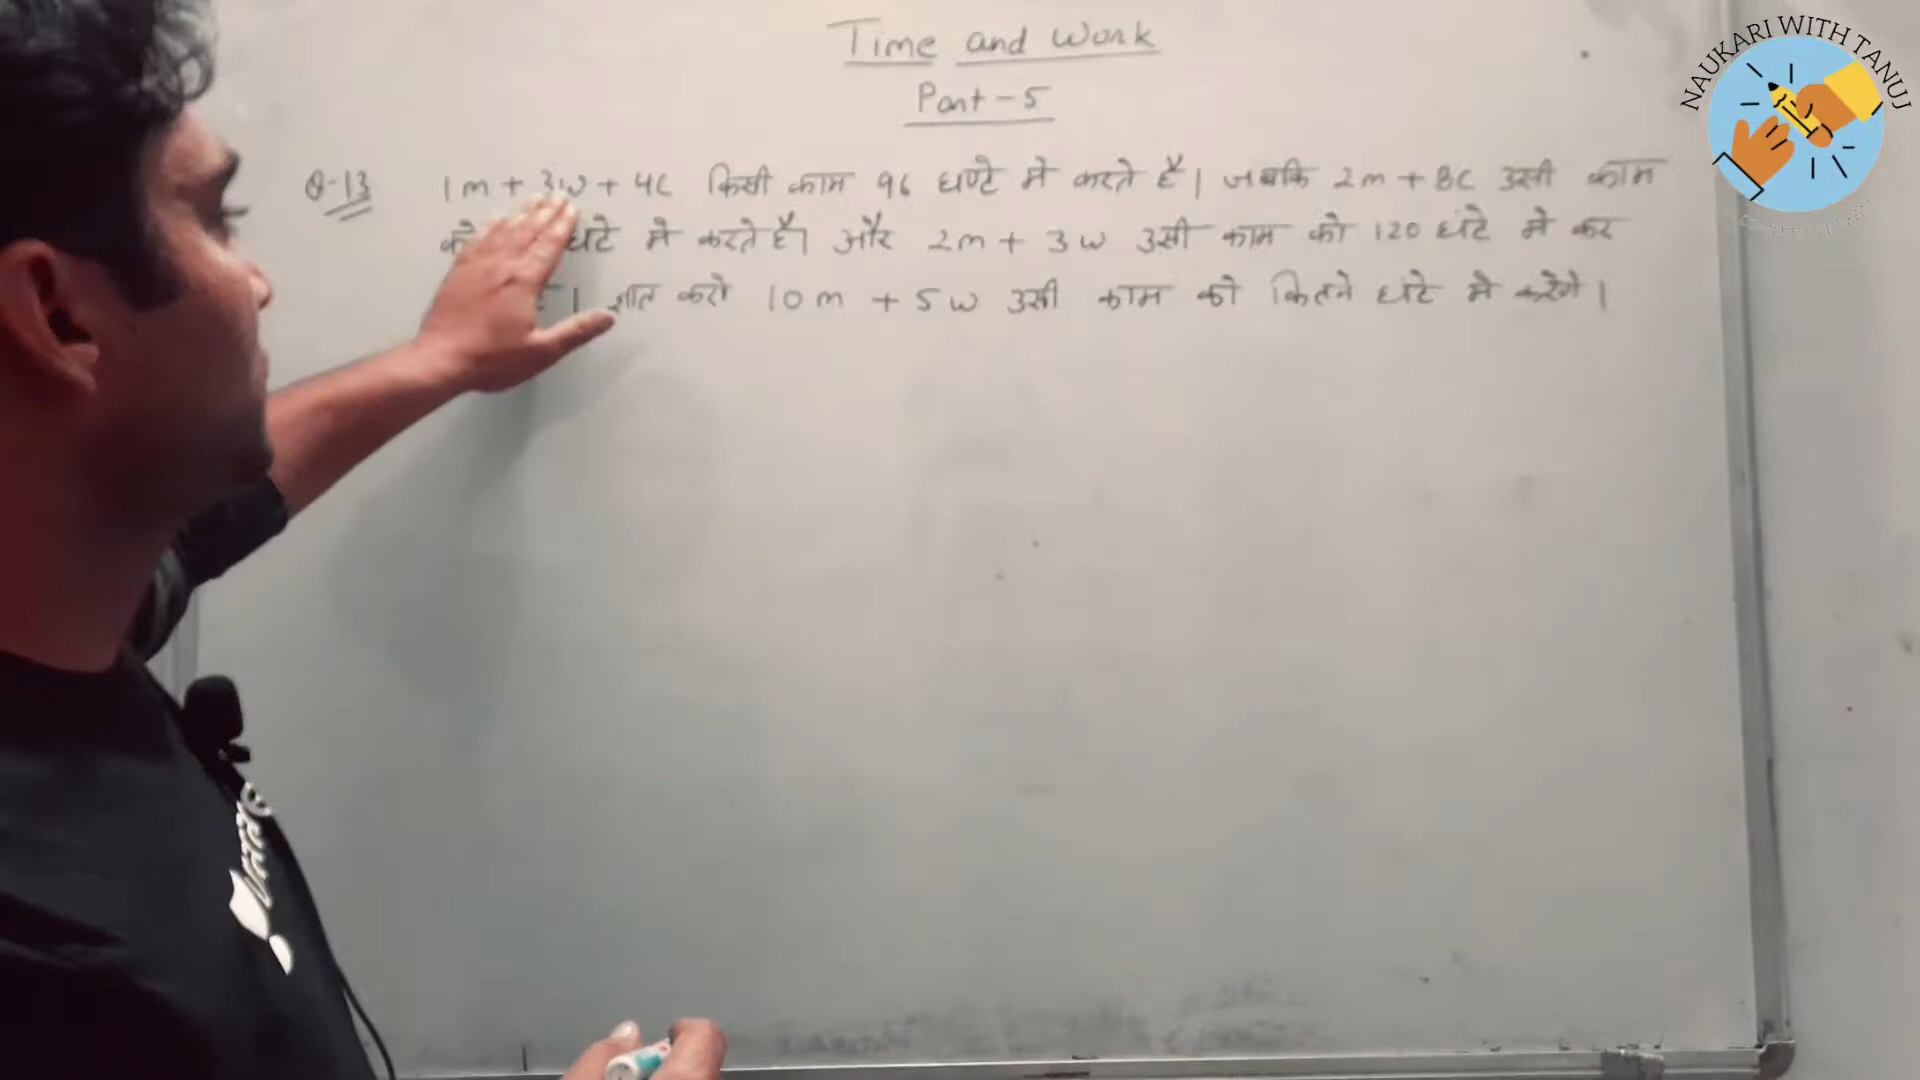 Time and Work
Part-5
Q-13 1m + 3w + 4c किसी काम 96 घण्टे मे करते है। जबकि 2m + 8c उसी काम
को घंटे मे करते है। और 2m + 3w उसी काम को 120 घंटे मे कर
। ज्ञात करो 10m + 5w उसी काम को कितने घंटे मे करेगे।
NAUKARI WITH TANUJ